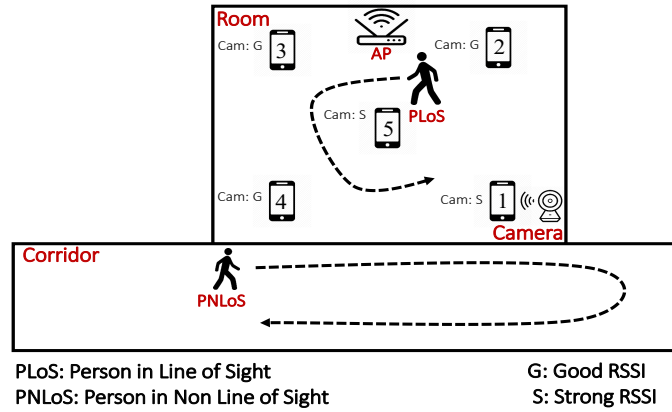 Room
Cam: G
3
AP
Cam: G
2
PLoS
Cam: S
5
Cam: G
4
Cam: S
1
Camera
Corridor
PNLoS
PLoS: Person in Line of Sight
G: Good RSSI
PNLoS: Person in Non Line of Sight
S: Strong RSSI